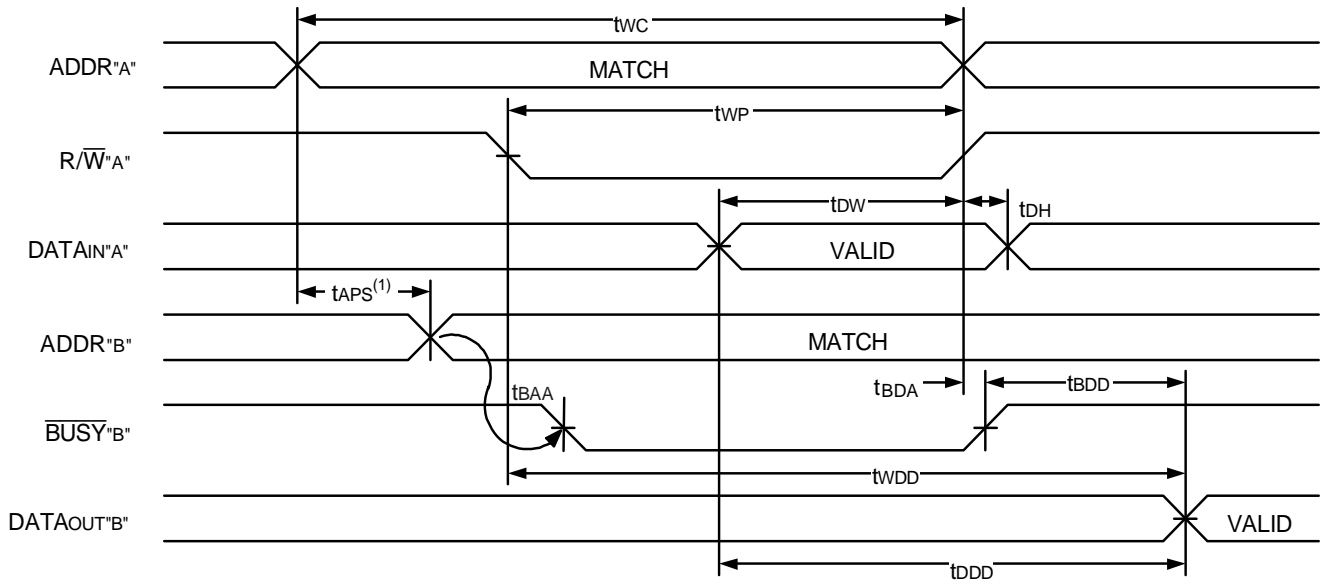 tWC
ADDR"A"
MATCH
tWP
R/W̅"A"
tDW
tDH
DATAIN"A"
VALID
tAPS(1)
ADDR"B"
MATCH
tBAA
tBDA
tBDD
B̅U̅S̅Y̅"B"
tWDD
DATAOUT"B"
VALID
tDDD